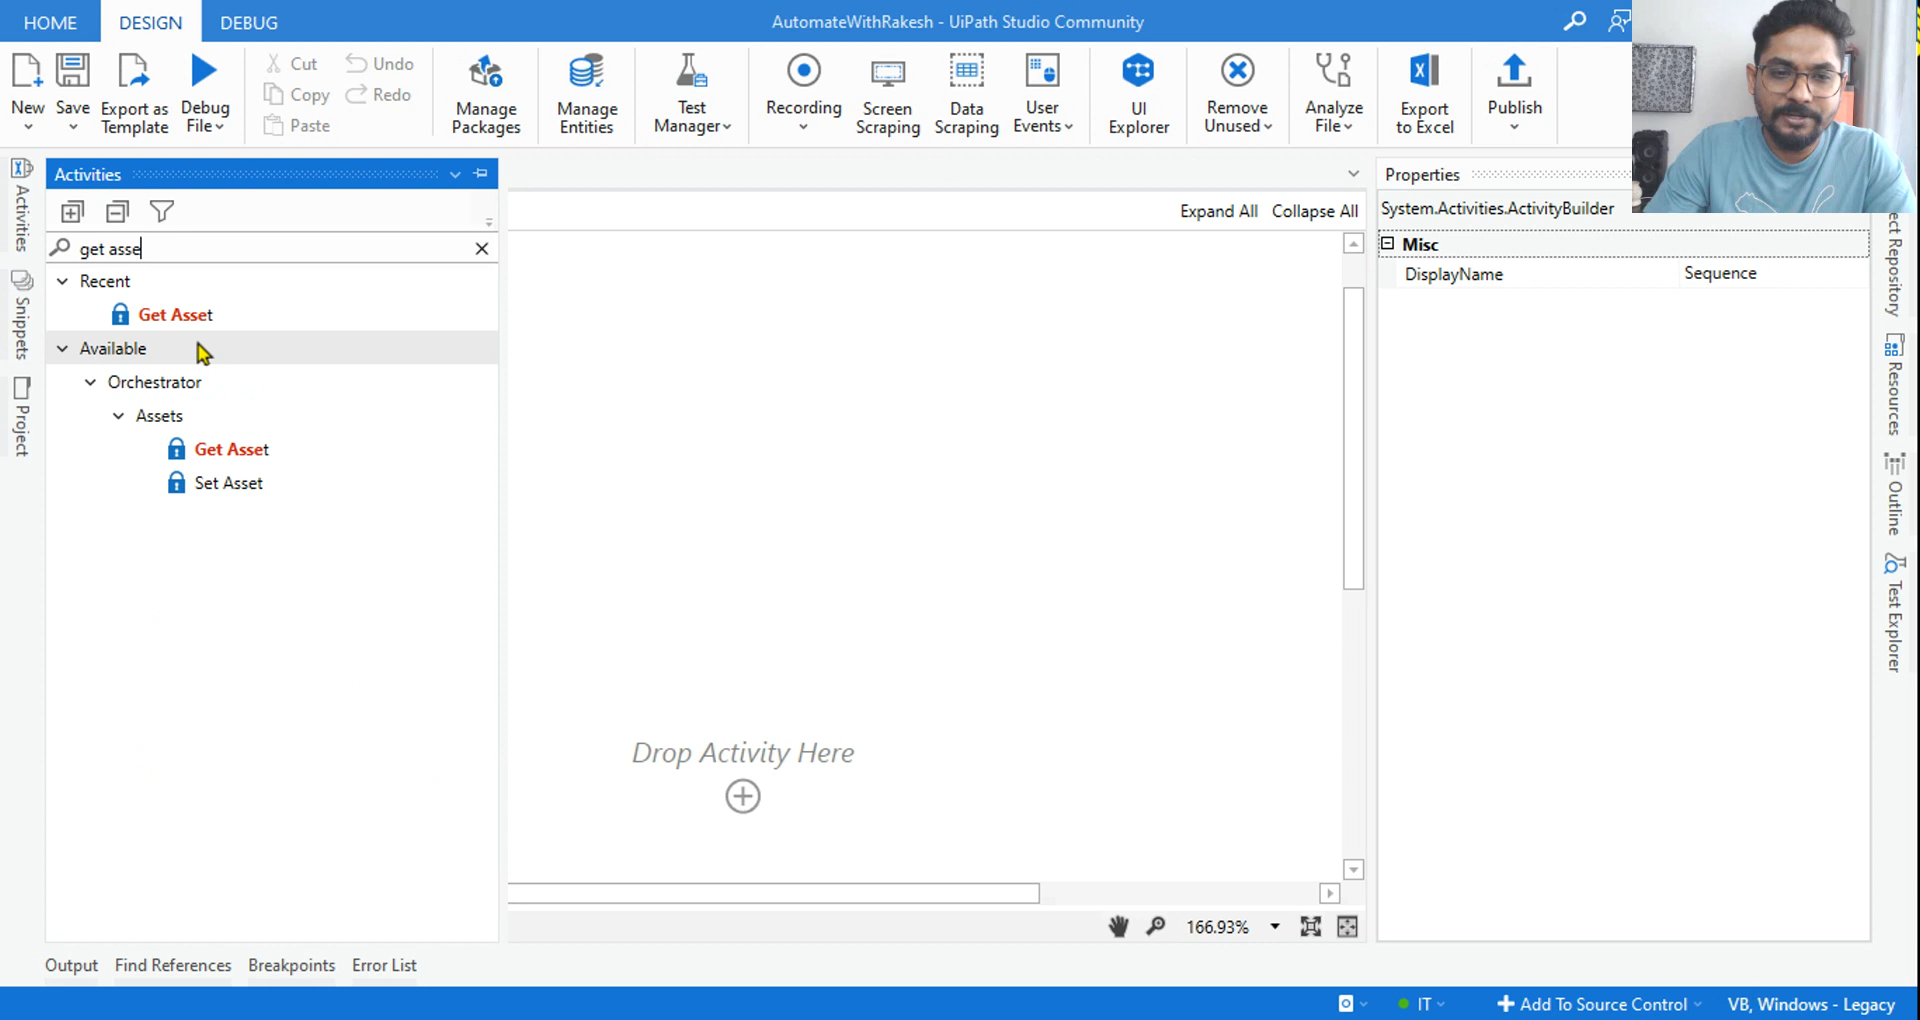 HOME DESIGN DEBUG
AutomateWithRakesh - UiPath Studio Community
New
Save
Export as
Template
Debug
File
Cut
Copy
Paste
Undo
Redo
Manage
Packages
Manage
Entities
Test
Manager
Recording
Screen
Scraping
Data
Scraping
User
Events
UI
Explorer
Remove
Unused
Analyze
File
Export
to Excel
Publish
Activities
Snippets
Project
Activities
get asse
Recent
Get Asset
Available
Orchestrator
Assets
Get Asset
Set Asset
Expand All Collapse All
Drop Activity Here
166.93%
Properties
System.Activities.ActivityBuilder
Misc
DisplayName Sequence
ect Repository
Resources
Outline
Test Explorer
Output Find References Breakpoints Error List
IT
Add To Source Control
VB, Windows - Legacy